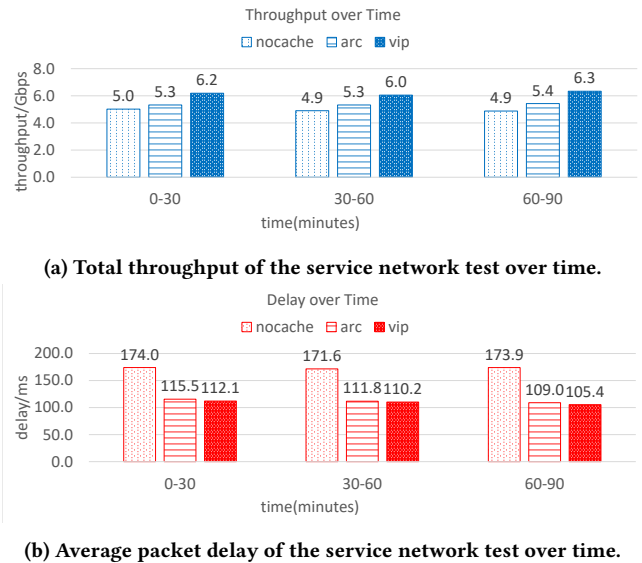 Throughput over Time
nocache arc vip
throughput/Gbps
8.0
6.0
4.0
2.0
0.0
5.0 5.3 6.2
4.9 5.3 6.0
4.9 5.4 6.3
0-30 30-60 60-90
time(minutes)
(a) Total throughput of the service network test over time.
Delay over Time
nocache arc vip
delay/ms
200.0
150.0
100.0
50.0
0.0
174.0 115.5 112.1
171.6 111.8 110.2
173.9 109.0 105.4
0-30 30-60 60-90
time(minutes)
(b) Average packet delay of the service network test over time.